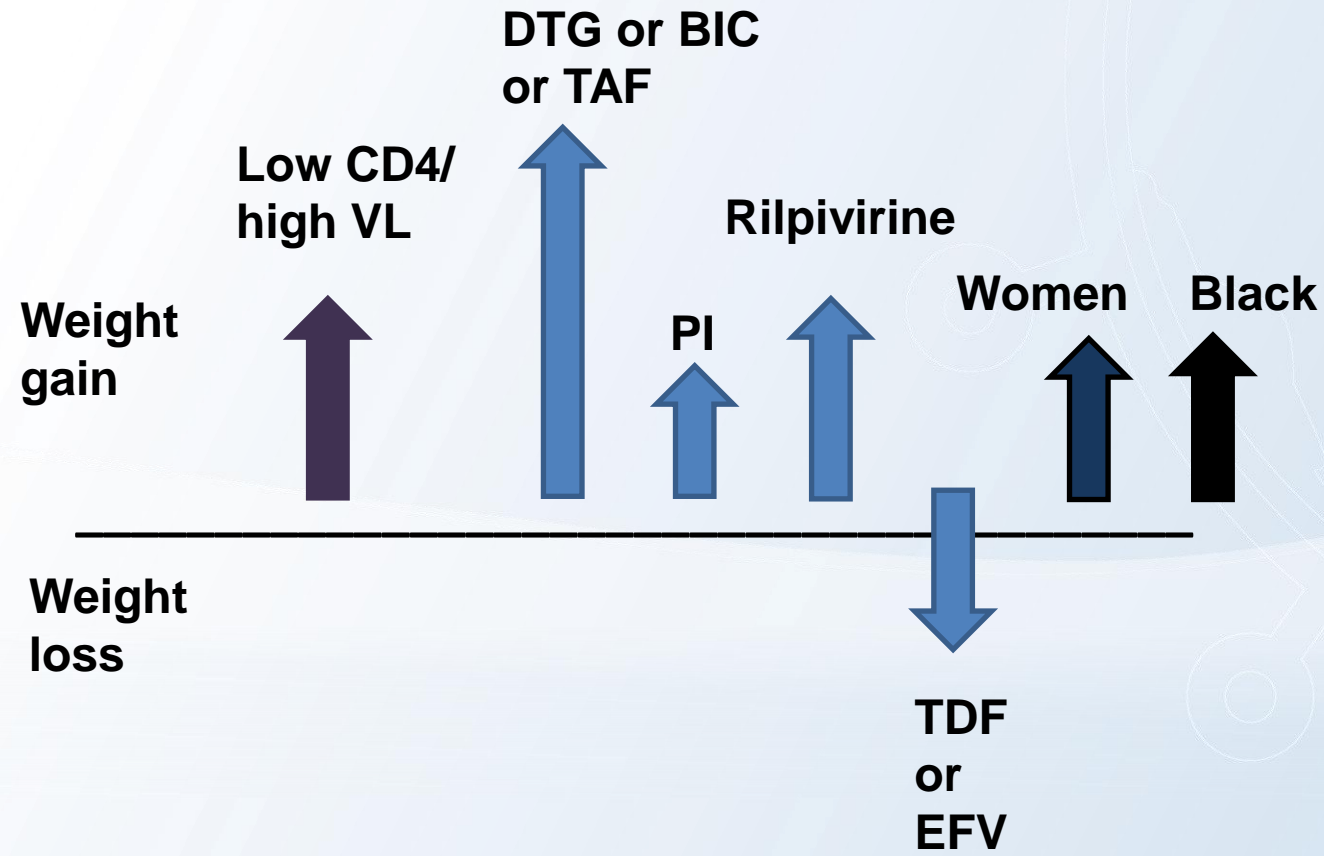 DTG or BIC
or TAF
Low CD4/
high VL
Rilpivirine
Women
Black
Weight
gain
PI
Weight
loss
TDF
or
EFV